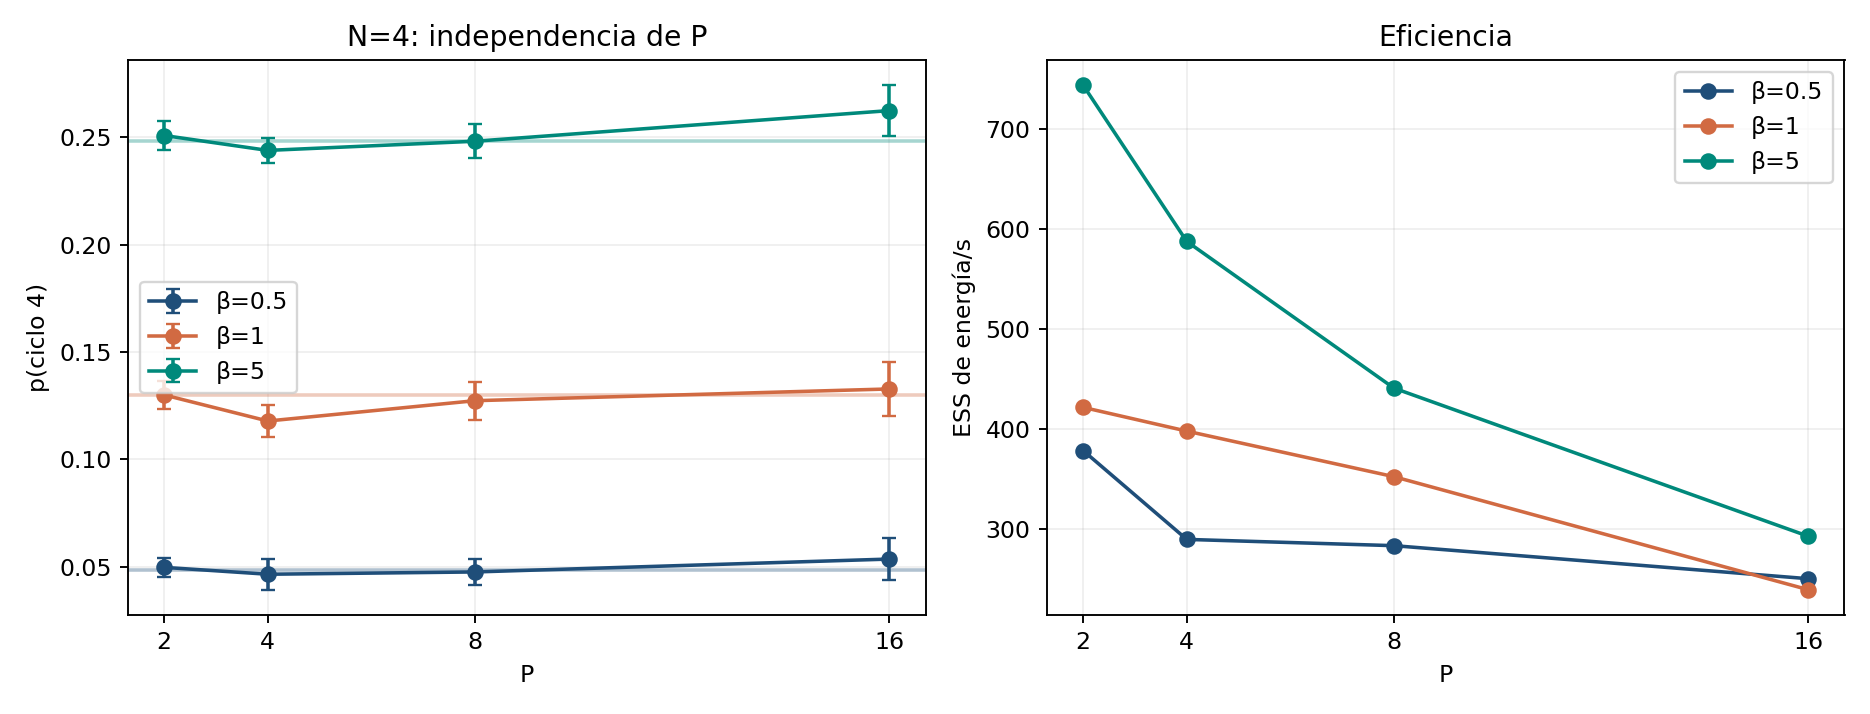 N=4: independencia de P
p(ciclo 4)
0.25
0.20
0.15
0.10
0.05
β=0.5
β=1
β=5
2 4 8 16
P
Eficiencia
ESS de energía/s
700
600
500
400
300
β=0.5
β=1
β=5
2 4 8 16
P